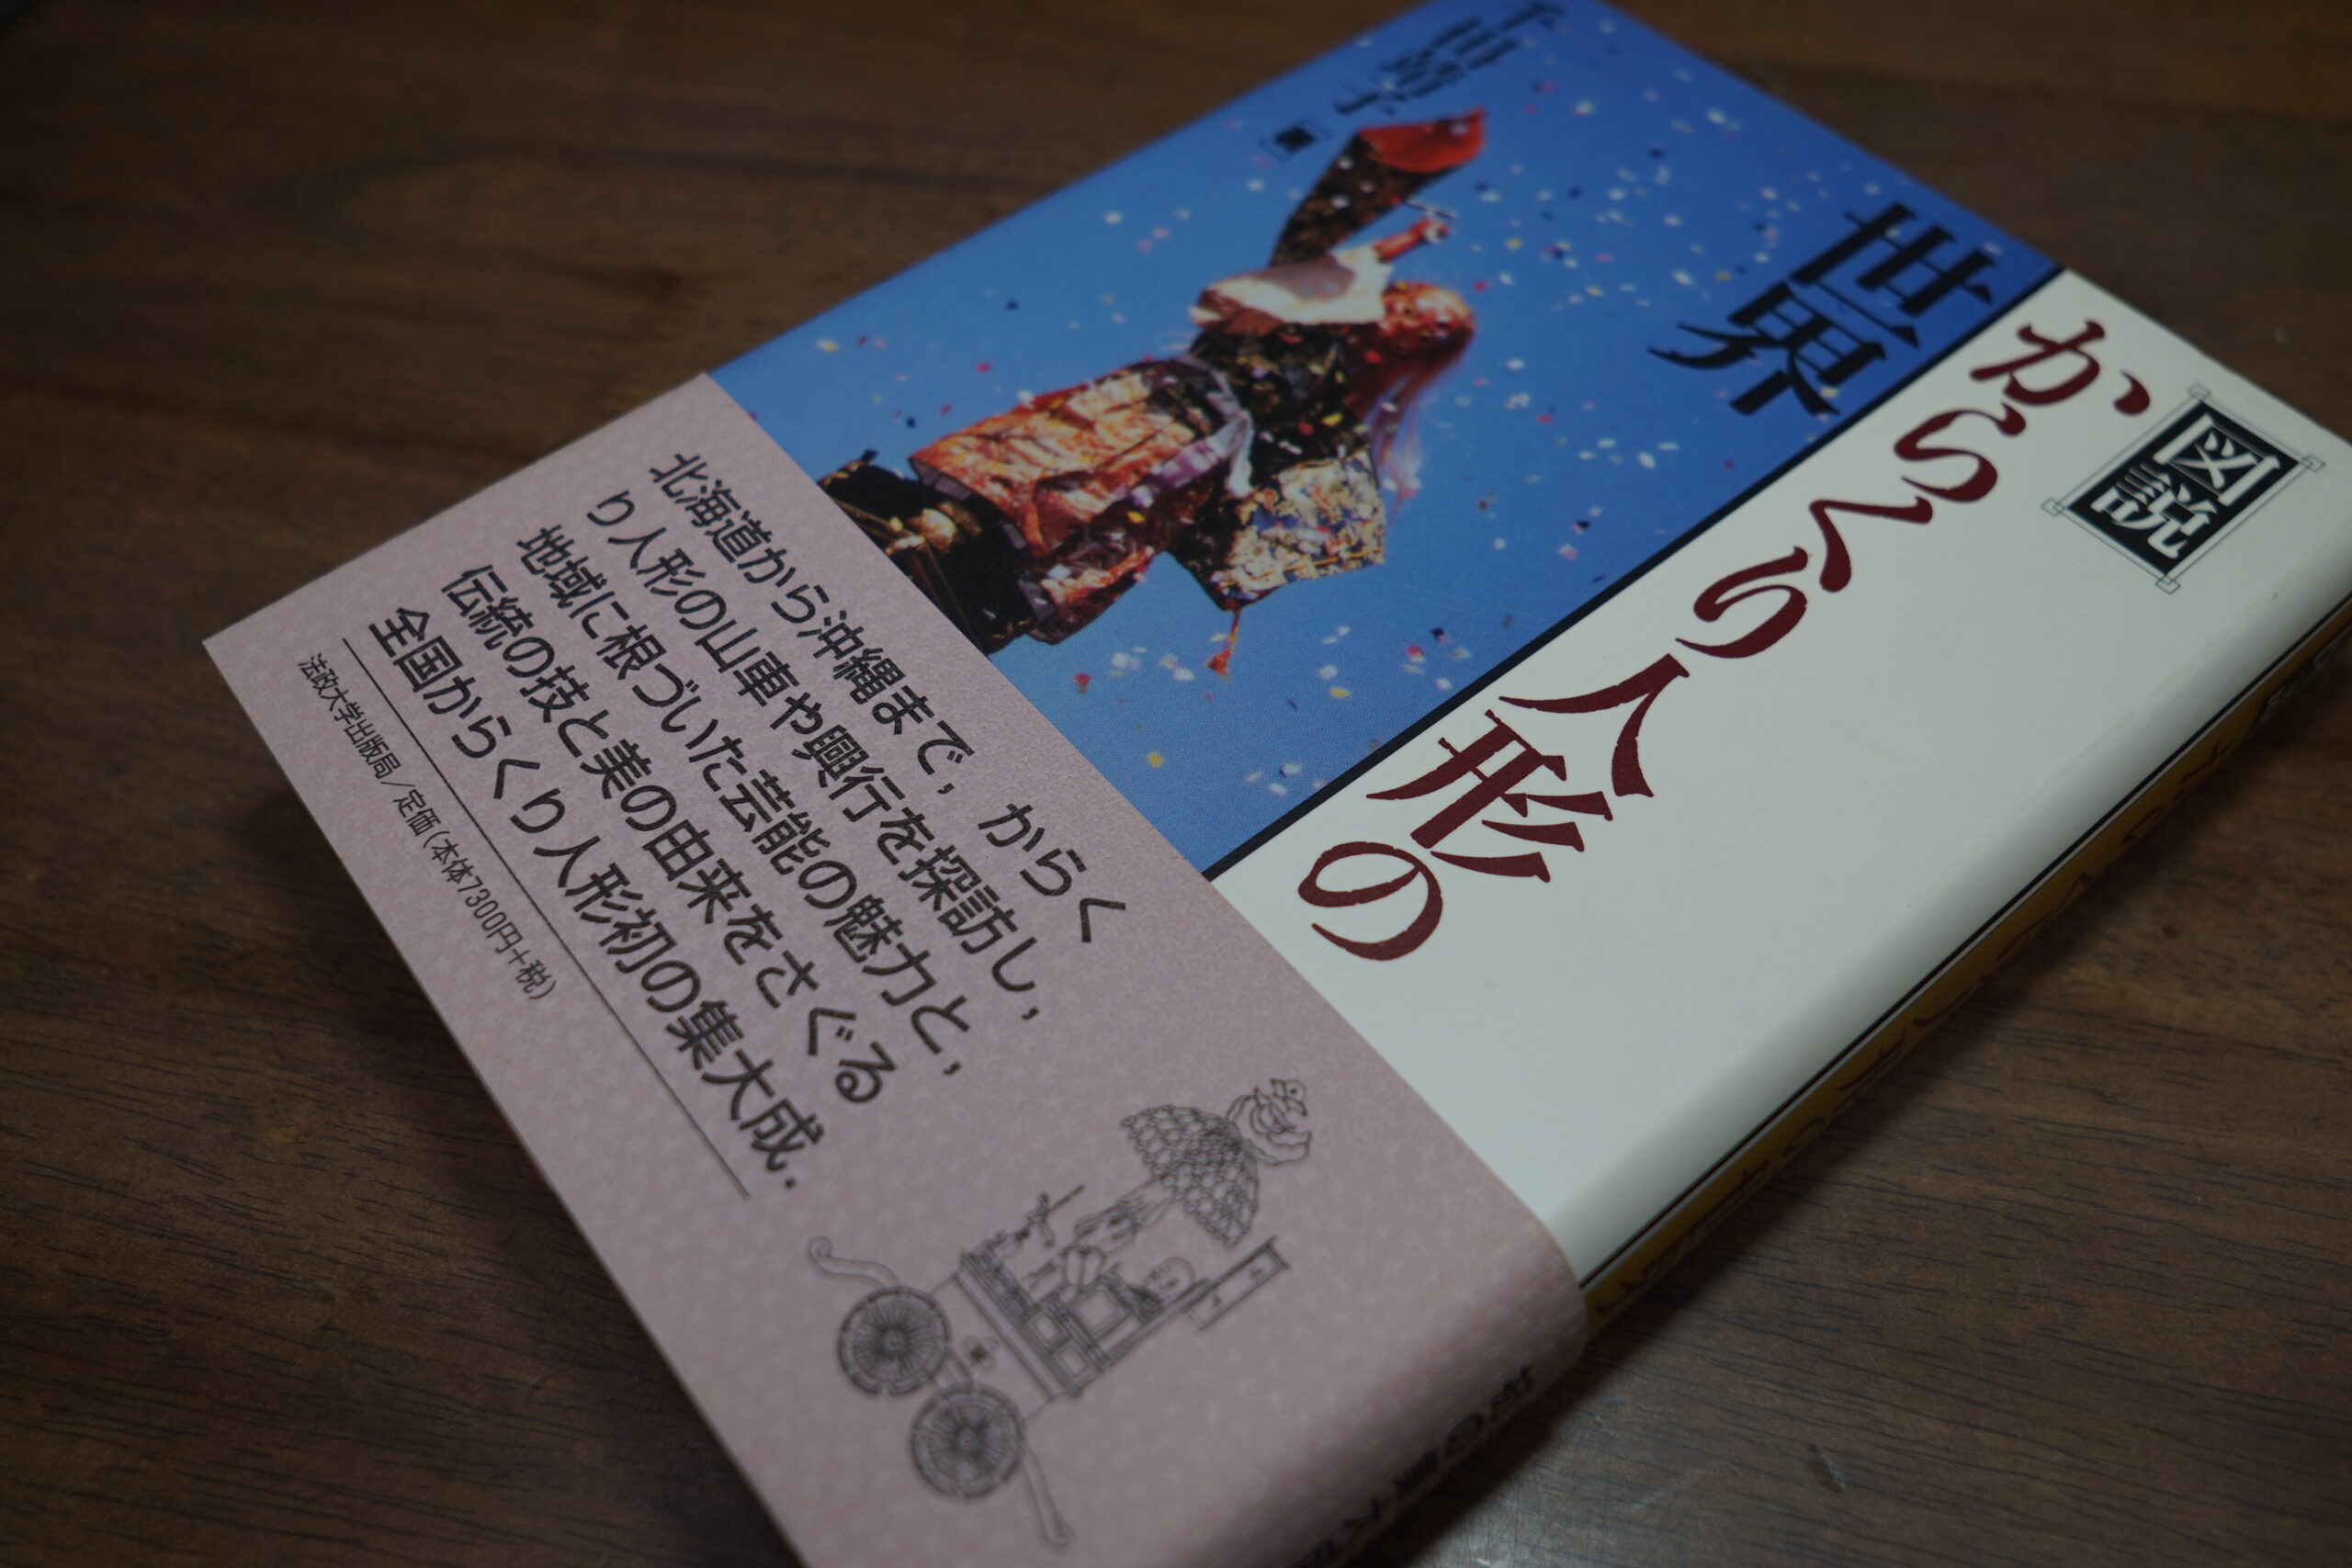 図説
からくり人形の
世界
千田靖子
北海道から沖縄まで，からく
り人形の山車や興行を探訪し，
地域に根づいた芸能の魅力と，
伝統の技と美の由来をさぐる
全国からくり人形初の集大成．
法政大学出版局／定価（本体7300円＋税）